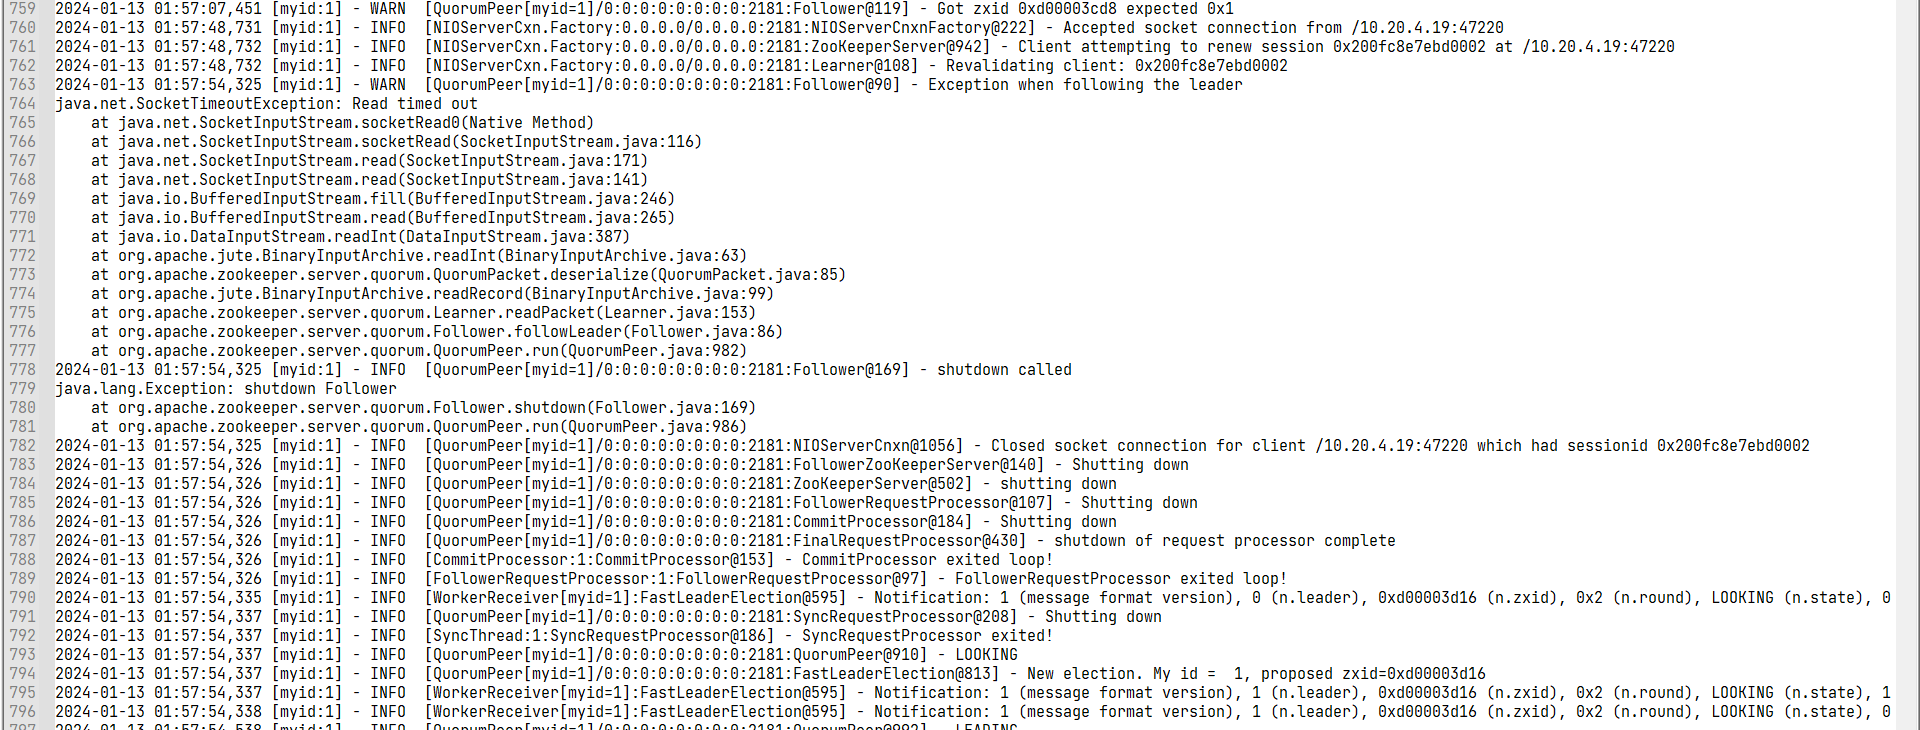 759 2024-01-13 01:57:07,451 [myid:1] - WARN  [QuorumPeer[myid=1]/0:0:0:0:0:0:0:0:2181:Follower@119] - Got zxid 0xd00003cd8 expected 0x1
760 2024-01-13 01:57:48,731 [myid:1] - INFO  [NIOServerCxn.Factory:0.0.0.0/0.0.0.0:2181:NIOServerCnxnFactory@222] - Accepted socket connection from /10.20.4.19:47220
761 2024-01-13 01:57:48,732 [myid:1] - INFO  [NIOServerCxn.Factory:0.0.0.0/0.0.0.0:2181:ZooKeeperServer@942] - Client attempting to renew session 0x200fc8e7ebd0002 at /10.20.4.19:47220
762 2024-01-13 01:57:48,732 [myid:1] - INFO  [NIOServerCxn.Factory:0.0.0.0/0.0.0.0:2181:Learner@108] - Revalidating client: 0x200fc8e7ebd0002
763 2024-01-13 01:57:54,325 [myid:1] - WARN  [QuorumPeer[myid=1]/0:0:0:0:0:0:0:0:2181:Follower@90] - Exception when following the leader
764 java.net.SocketTimeoutException: Read timed out
765     at java.net.SocketInputStream.socketRead0(Native Method)
766     at java.net.SocketInputStream.socketRead(SocketInputStream.java:116)
767     at java.net.SocketInputStream.read(SocketInputStream.java:171)
768     at java.net.SocketInputStream.read(SocketInputStream.java:141)
769     at java.io.BufferedInputStream.fill(BufferedInputStream.java:246)
770     at java.io.BufferedInputStream.read(BufferedInputStream.java:265)
771     at java.io.DataInputStream.readInt(DataInputStream.java:387)
772     at org.apache.jute.BinaryInputArchive.readInt(BinaryInputArchive.java:63)
773     at org.apache.zookeeper.server.quorum.QuorumPacket.deserialize(QuorumPacket.java:85)
774     at org.apache.jute.BinaryInputArchive.readRecord(BinaryInputArchive.java:99)
775     at org.apache.zookeeper.server.quorum.Learner.readPacket(Learner.java:153)
776     at org.apache.zookeeper.server.quorum.Follower.followLeader(Follower.java:86)
777     at org.apache.zookeeper.server.quorum.QuorumPeer.run(QuorumPeer.java:982)
778 2024-01-13 01:57:54,325 [myid:1] - INFO  [QuorumPeer[myid=1]/0:0:0:0:0:0:0:0:2181:Follower@169] - shutdown called
779 java.lang.Exception: shutdown Follower
780     at org.apache.zookeeper.server.quorum.Follower.shutdown(Follower.java:169)
781     at org.apache.zookeeper.server.quorum.QuorumPeer.run(QuorumPeer.java:986)
782 2024-01-13 01:57:54,325 [myid:1] - INFO  [QuorumPeer[myid=1]/0:0:0:0:0:0:0:0:2181:NIOServerCnxn@1056] - Closed socket connection for client /10.20.4.19:47220 which had sessionid 0x200fc8e7ebd0002
783 2024-01-13 01:57:54,326 [myid:1] - INFO  [QuorumPeer[myid=1]/0:0:0:0:0:0:0:0:2181:FollowerZooKeeperServer@140] - Shutting down
784 2024-01-13 01:57:54,326 [myid:1] - INFO  [QuorumPeer[myid=1]/0:0:0:0:0:0:0:0:2181:ZooKeeperServer@502] - shutting down
785 2024-01-13 01:57:54,326 [myid:1] - INFO  [QuorumPeer[myid=1]/0:0:0:0:0:0:0:0:2181:FollowerRequestProcessor@107] - Shutting down
786 2024-01-13 01:57:54,326 [myid:1] - INFO  [QuorumPeer[myid=1]/0:0:0:0:0:0:0:0:2181:CommitProcessor@184] - Shutting down
787 2024-01-13 01:57:54,326 [myid:1] - INFO  [QuorumPeer[myid=1]/0:0:0:0:0:0:0:0:2181:FinalRequestProcessor@430] - shutdown of request processor complete
788 2024-01-13 01:57:54,326 [myid:1] - INFO  [CommitProcessor:1:CommitProcessor@153] - CommitProcessor exited loop!
789 2024-01-13 01:57:54,326 [myid:1] - INFO  [FollowerRequestProcessor:1:FollowerRequestProcessor@97] - FollowerRequestProcessor exited loop!
790 2024-01-13 01:57:54,335 [myid:1] - INFO  [WorkerReceiver[myid=1]:FastLeaderElection@595] - Notification: 1 (message format version), 0 (n.leader), 0xd00003d16 (n.zxid), 0x2 (n.round), LOOKING (n.state), 0
791 2024-01-13 01:57:54,337 [myid:1] - INFO  [QuorumPeer[myid=1]/0:0:0:0:0:0:0:0:2181:SyncRequestProcessor@208] - Shutting down
792 2024-01-13 01:57:54,337 [myid:1] - INFO  [SyncThread:1:SyncRequestProcessor@186] - SyncRequestProcessor exited!
793 2024-01-13 01:57:54,337 [myid:1] - INFO  [QuorumPeer[myid=1]/0:0:0:0:0:0:0:0:2181:QuorumPeer@910] - LOOKING
794 2024-01-13 01:57:54,337 [myid:1] - INFO  [QuorumPeer[myid=1]/0:0:0:0:0:0:0:0:2181:FastLeaderElection@813] - New election. My id =  1, proposed zxid=0xd00003d16
795 2024-01-13 01:57:54,337 [myid:1] - INFO  [WorkerReceiver[myid=1]:FastLeaderElection@595] - Notification: 1 (message format version), 1 (n.leader), 0xd00003d16 (n.zxid), 0x2 (n.round), LOOKING (n.state), 1
796 2024-01-13 01:57:54,338 [myid:1] - INFO  [WorkerReceiver[myid=1]:FastLeaderElection@595] - Notification: 1 (message format version), 1 (n.leader), 0xd00003d16 (n.zxid), 0x2 (n.round), LOOKING (n.state), 0
797 2024-01-13 01:57:54,538 [myid:1] - INFO  [QuorumPeer[myid=1]/0:0:0:0:0:0:0:0:2181:QuorumPeer@992] - LEADING